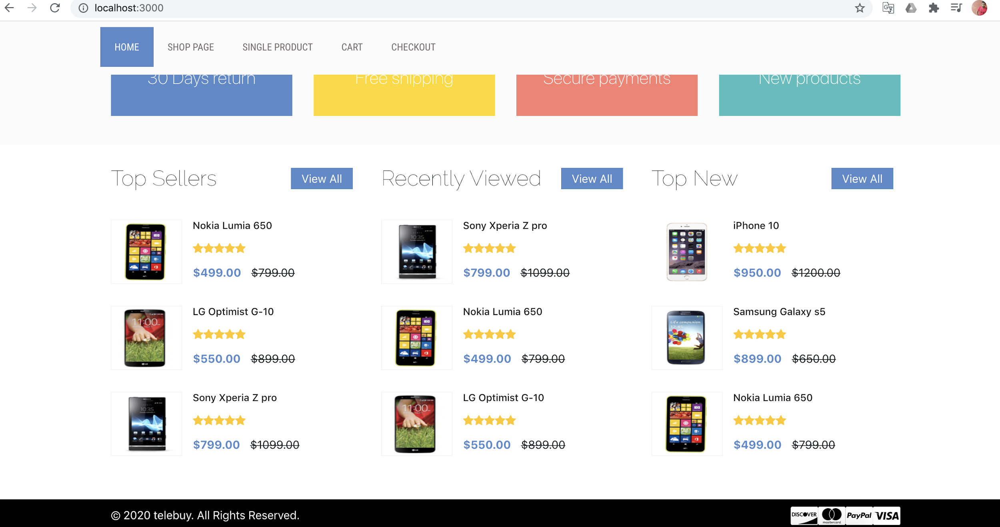 localhost:3000
HOME SHOP PAGE SINGLE PRODUCT CART CHECKOUT
30 Days return Free shipping Secure payments New products
Top Sellers View All Recently Viewed View All Top New View All
Nokia Lumia 650
$499.00 $799.00
LG Optimist G-10
11:00
$550.00 $899.00
Sony Xperia Z pro
10:35
$799.00 $1099.00
Sony Xperia Z pro
SONY
10:35
$799.00 $1099.00
Nokia Lumia 650
$499.00 $799.00
LG Optimist G-10
11:00
$550.00 $899.00
iPhone 10
$950.00 $1200.00
Samsung Galaxy s5
SAMSUNG
Life companion
12:45
$899.00 $650.00
Nokia Lumia 650
$499.00 $799.00
© 2020 telebuy. All Rights Reserved.
DISCOVER mastercard PayPal VISA